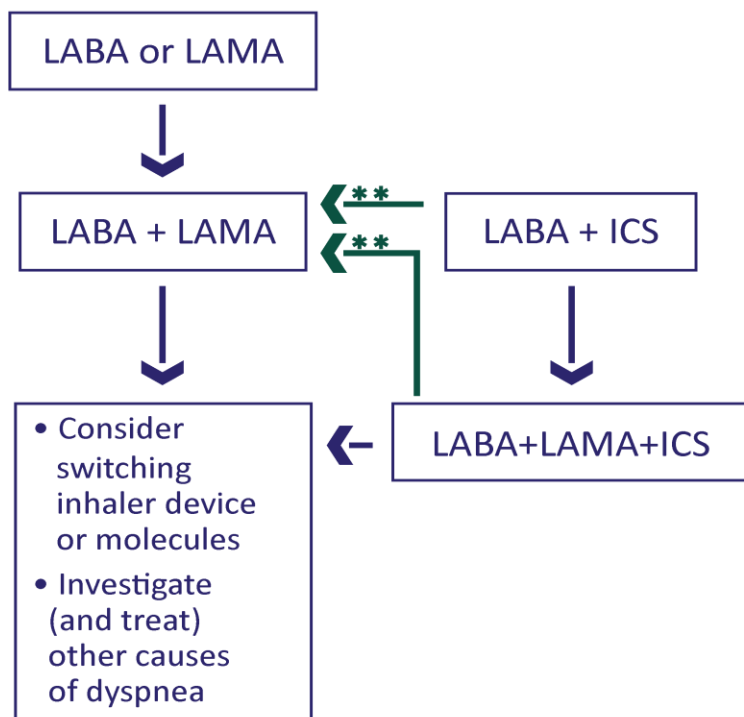 LABA or LAMA
**
LABA + LAMA
**
LABA + ICS
• Consider
switching
inhaler device
or molecules
• Investigate
(and treat)
other causes
of dyspnea
LABA+LAMA+ICS